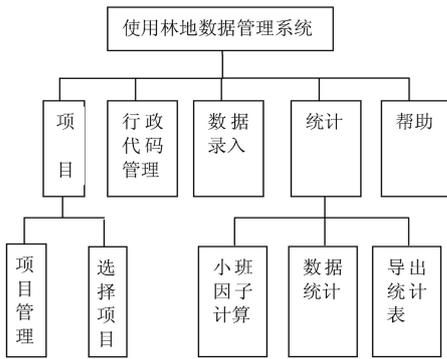 使用林地数据管理系统
项
目
行政
代码
管理
数据
录入
统计
帮助
项
目
管
理
选
择
项
目
小班
因子
计算
数据
统计
导出
统计
表